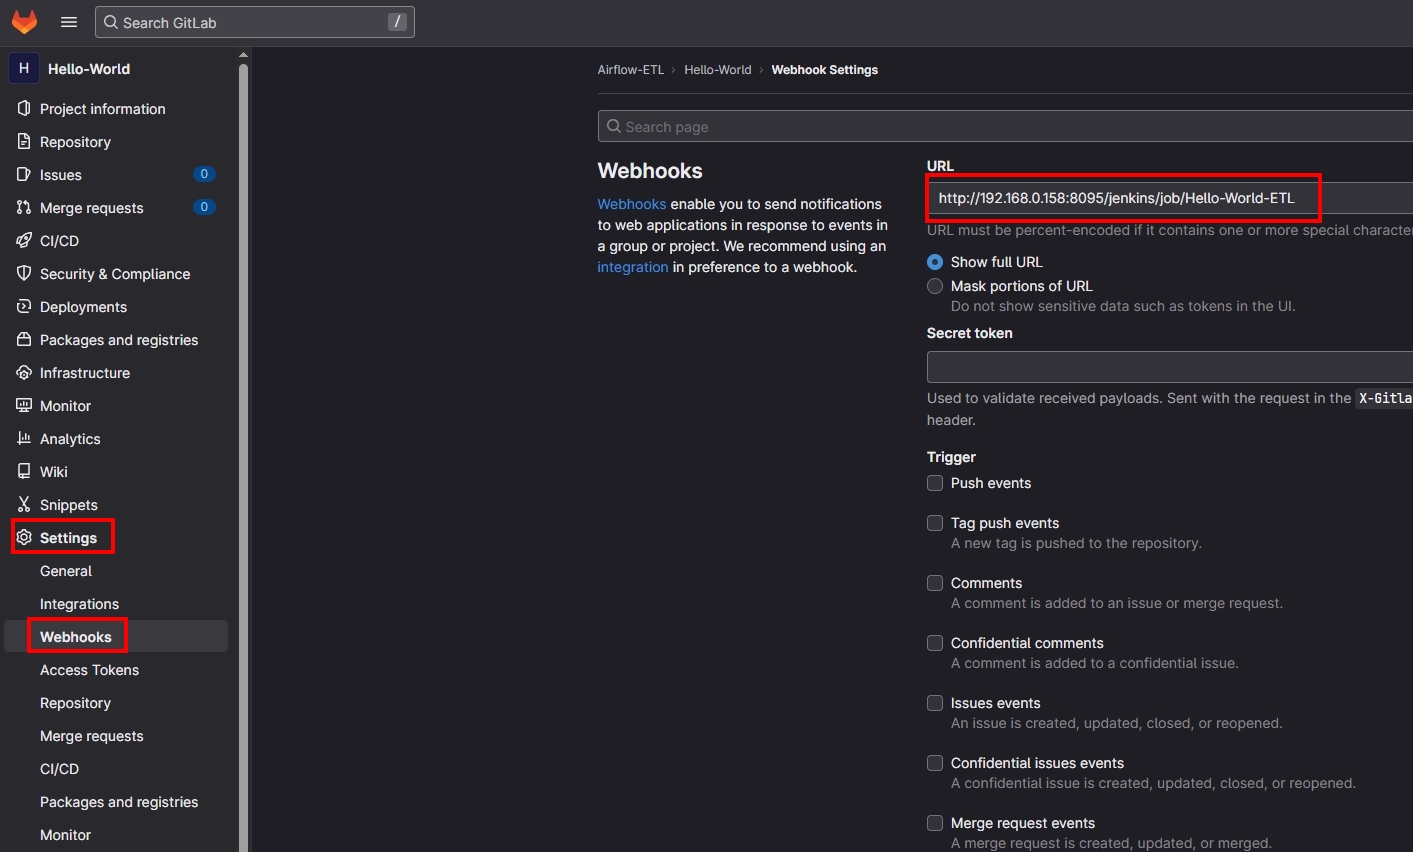 Search GitLab /
H Hello-World
Project information
Repository
Issues 0
Merge requests 0
CI/CD
Security & Compliance
Deployments
Packages and registries
Infrastructure
Monitor
Analytics
Wiki
Snippets
Settings
General
Integrations
Webhooks
Access Tokens
Repository
Merge requests
CI/CD
Packages and registries
Monitor
Airflow-ETL › Hello-World › Webhook Settings
Search page
Webhooks
Webhooks enable you to send notifications
to web applications in response to events in
a group or project. We recommend using an
integration in preference to a webhook.
URL
http://192.168.0.158:8095/jenkins/job/Hello-World-ETL
URL must be percent-encoded if it contains one or more special character
Show full URL
Mask portions of URL
Do not show sensitive data such as tokens in the UI.
Secret token
Used to validate received payloads. Sent with the request in the X-Gitla
header.
Trigger
Push events
Tag push events
A new tag is pushed to the repository.
Comments
A comment is added to an issue or merge request.
Confidential comments
A comment is added to a confidential issue.
Issues events
An issue is created, updated, closed, or reopened.
Confidential issues events
A confidential issue is created, updated, closed, or reopened.
Merge request events
A merge request is created, updated, or merged.